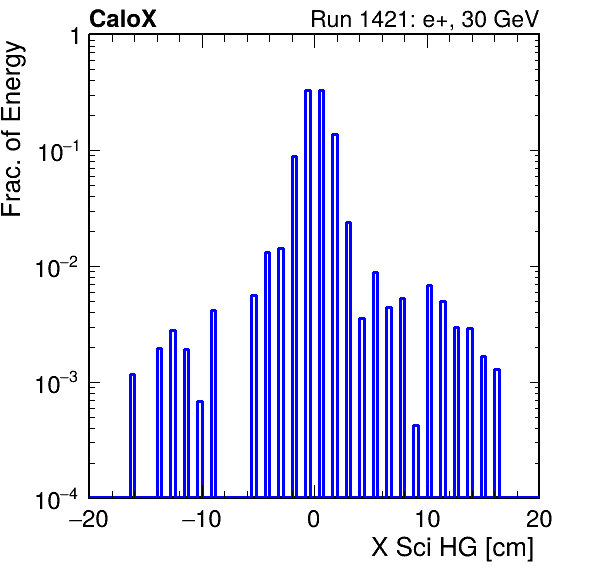 CaloX Run 1421: e+, 30 GeV
Frac. of Energy
1
10⁻¹
10⁻²
10⁻³
10⁻⁴
−20 −10 0 10 20
X Sci HG [cm]